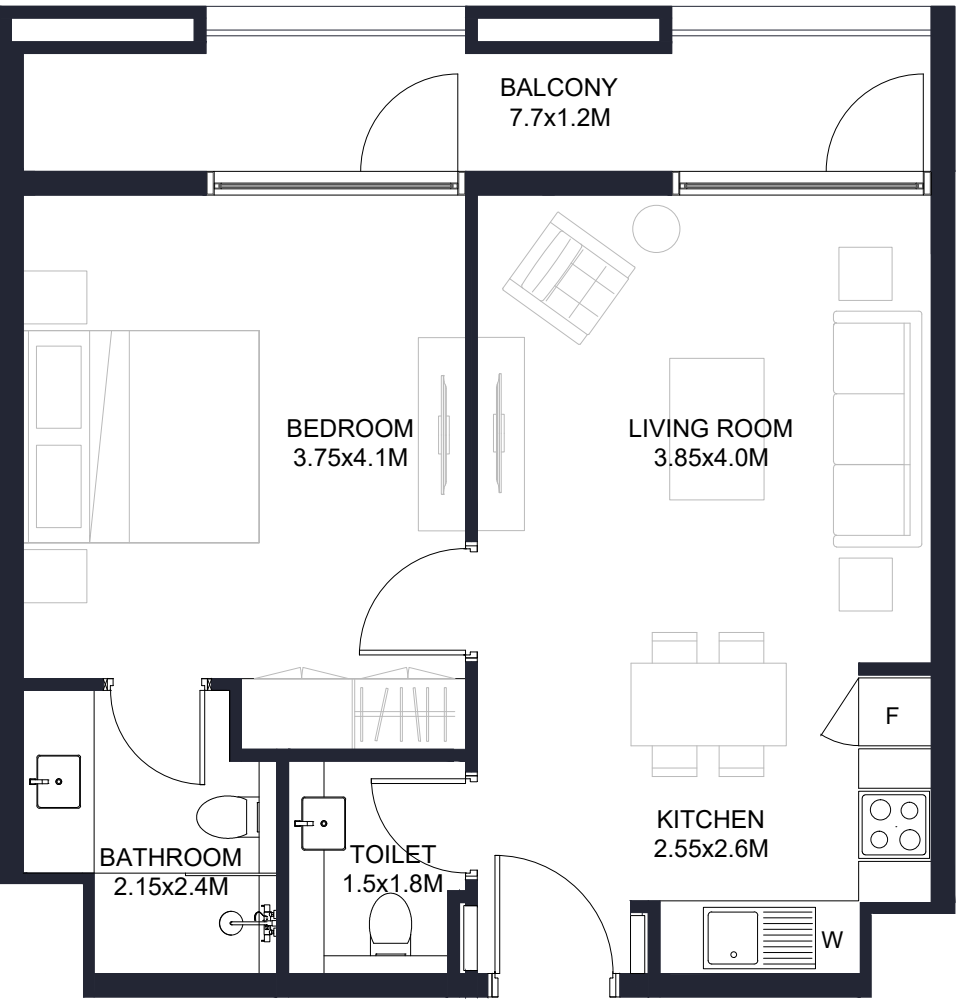 BALCONY
7.7x1.2M
BEDROOM
3.75x4.1M
LIVING ROOM
3.85x4.0M
F
KITCHEN
2.55x2.6M
BATHROOM
2.15x2.4M
TOILET
1.5x1.8M
W